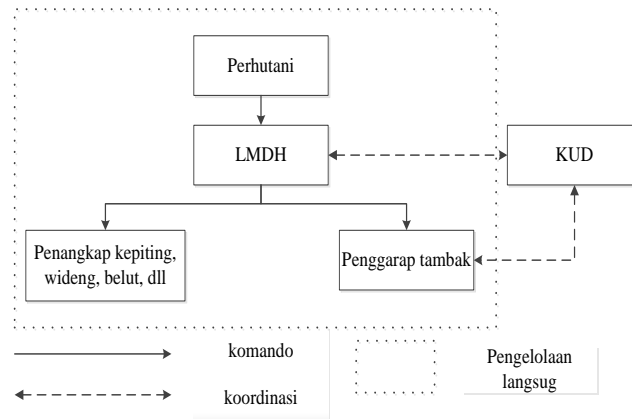 Perhutani
LMDH
KUD
Penangkap kepiting,
wideng, belut, dll
Penggarap tambak
komando
koordinasi
Pengelolaan
langsug